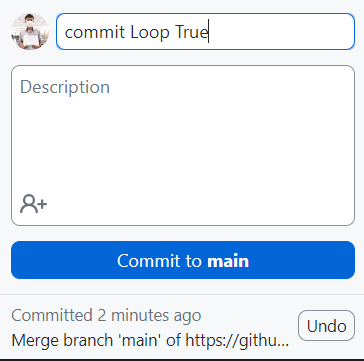 commit Loop True
Description
Commit to main
Committed 2 minutes ago
Merge branch 'main' of https://githu...
Undo